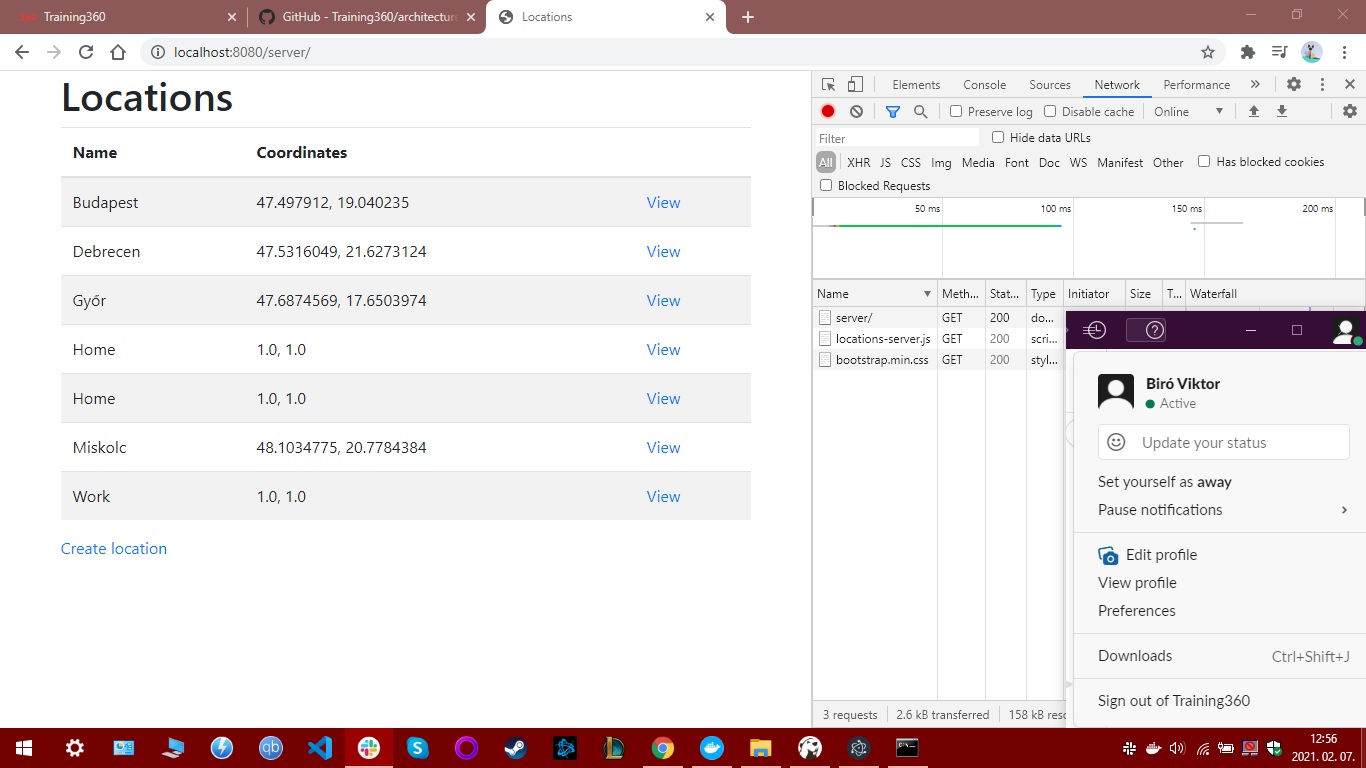 Training360
GitHub - Training360/architecture
Locations
localhost:8080/server/
Locations
Name Coordinates
Budapest 47.497912, 19.040235 View
Debrecen 47.5316049, 21.6273124 View
Győr 47.6874569, 17.6503974 View
Home 1.0, 1.0 View
Home 1.0, 1.0 View
Miskolc 48.1034775, 20.7784384 View
Work 1.0, 1.0 View
Create location
Elements Console Sources Network Performance
Preserve log Disable cache Online
Filter Hide data URLs
All XHR JS CSS Img Media Font Doc WS Manifest Other Has blocked cookies
Blocked Requests
50 ms 100 ms 150 ms 200 ms
Name Meth... Stat... Type Initiator Size T... Waterfall
server/ GET 200 do...
locations-server.js GET 200 scri...
bootstrap.min.css GET 200 styl...
3 requests 2.6 kB transferred 158 kB reso
Biró Viktor
Active
Update your status
Set yourself as away
Pause notifications
Edit profile
View profile
Preferences
Downloads Ctrl+Shift+J
Sign out of Training360
12:56
2021. 02. 07.